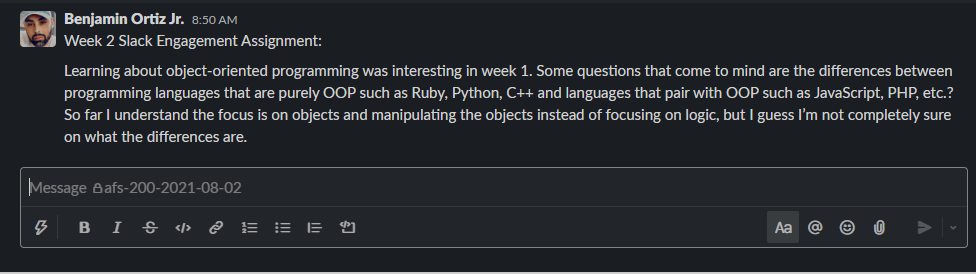 Benjamin Ortiz Jr. 8:50 AM
Week 2 Slack Engagement Assignment:
Learning about object-oriented programming was interesting in week 1. Some questions that come to mind are the differences between
programming languages that are purely OOP such as Ruby, Python, C++ and languages that pair with OOP such as JavaScript, PHP, etc.?
So far I understand the focus is on objects and manipulating the objects instead of focusing on logic, but I guess I’m not completely sure
on what the differences are.
Message afs-200-2021-08-02
B I S </> Aa @